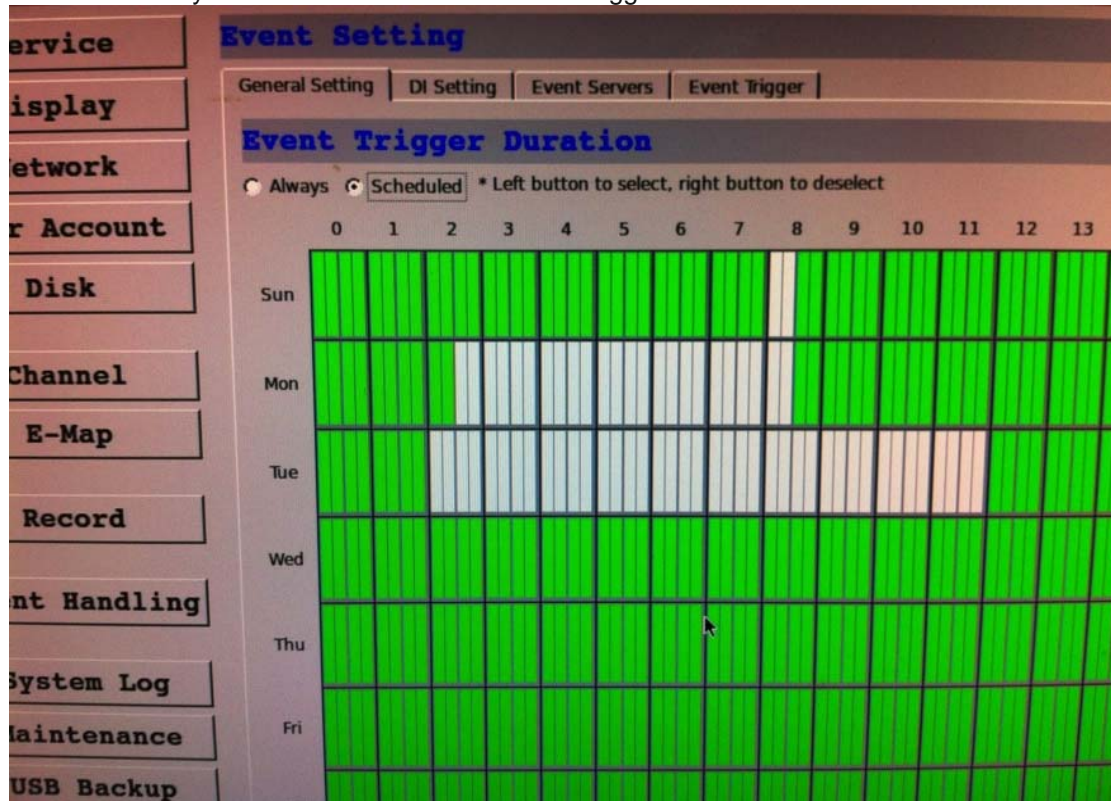 ervice
isplay
etwork
r Account
Disk
Channel
E-Map
Record
nt Handling
System Log
aintenance
USB Backup
Event Setting
General Setting DI Setting Event Servers Event Trigger
Event Trigger Duration
Always Scheduled * Left button to select, right button to deselect
0 1 2 3 4 5 6 7 8 9 10 11 12 13
Sun
Mon
Tue
Wed
Thu
Fri